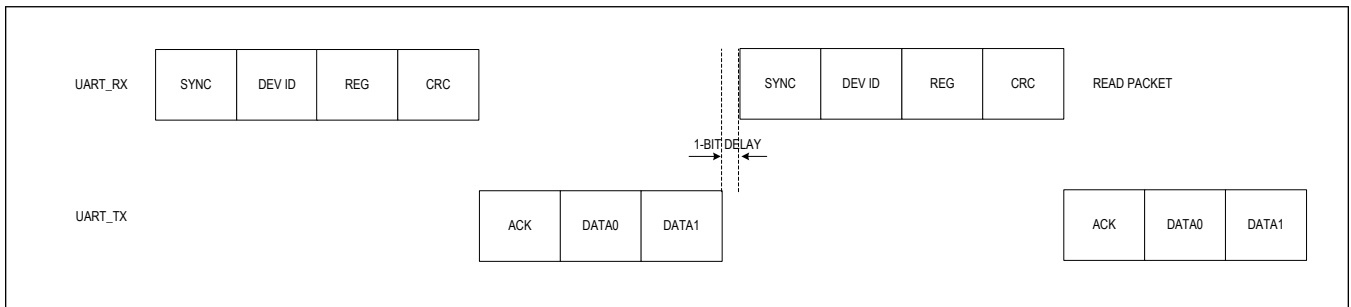 UART_RX SYNC DEV ID REG CRC SYNC DEV ID REG CRC READ PACKET
1-BIT DELAY
UART_TX ACK DATA0 DATA1 ACK DATA0 DATA1